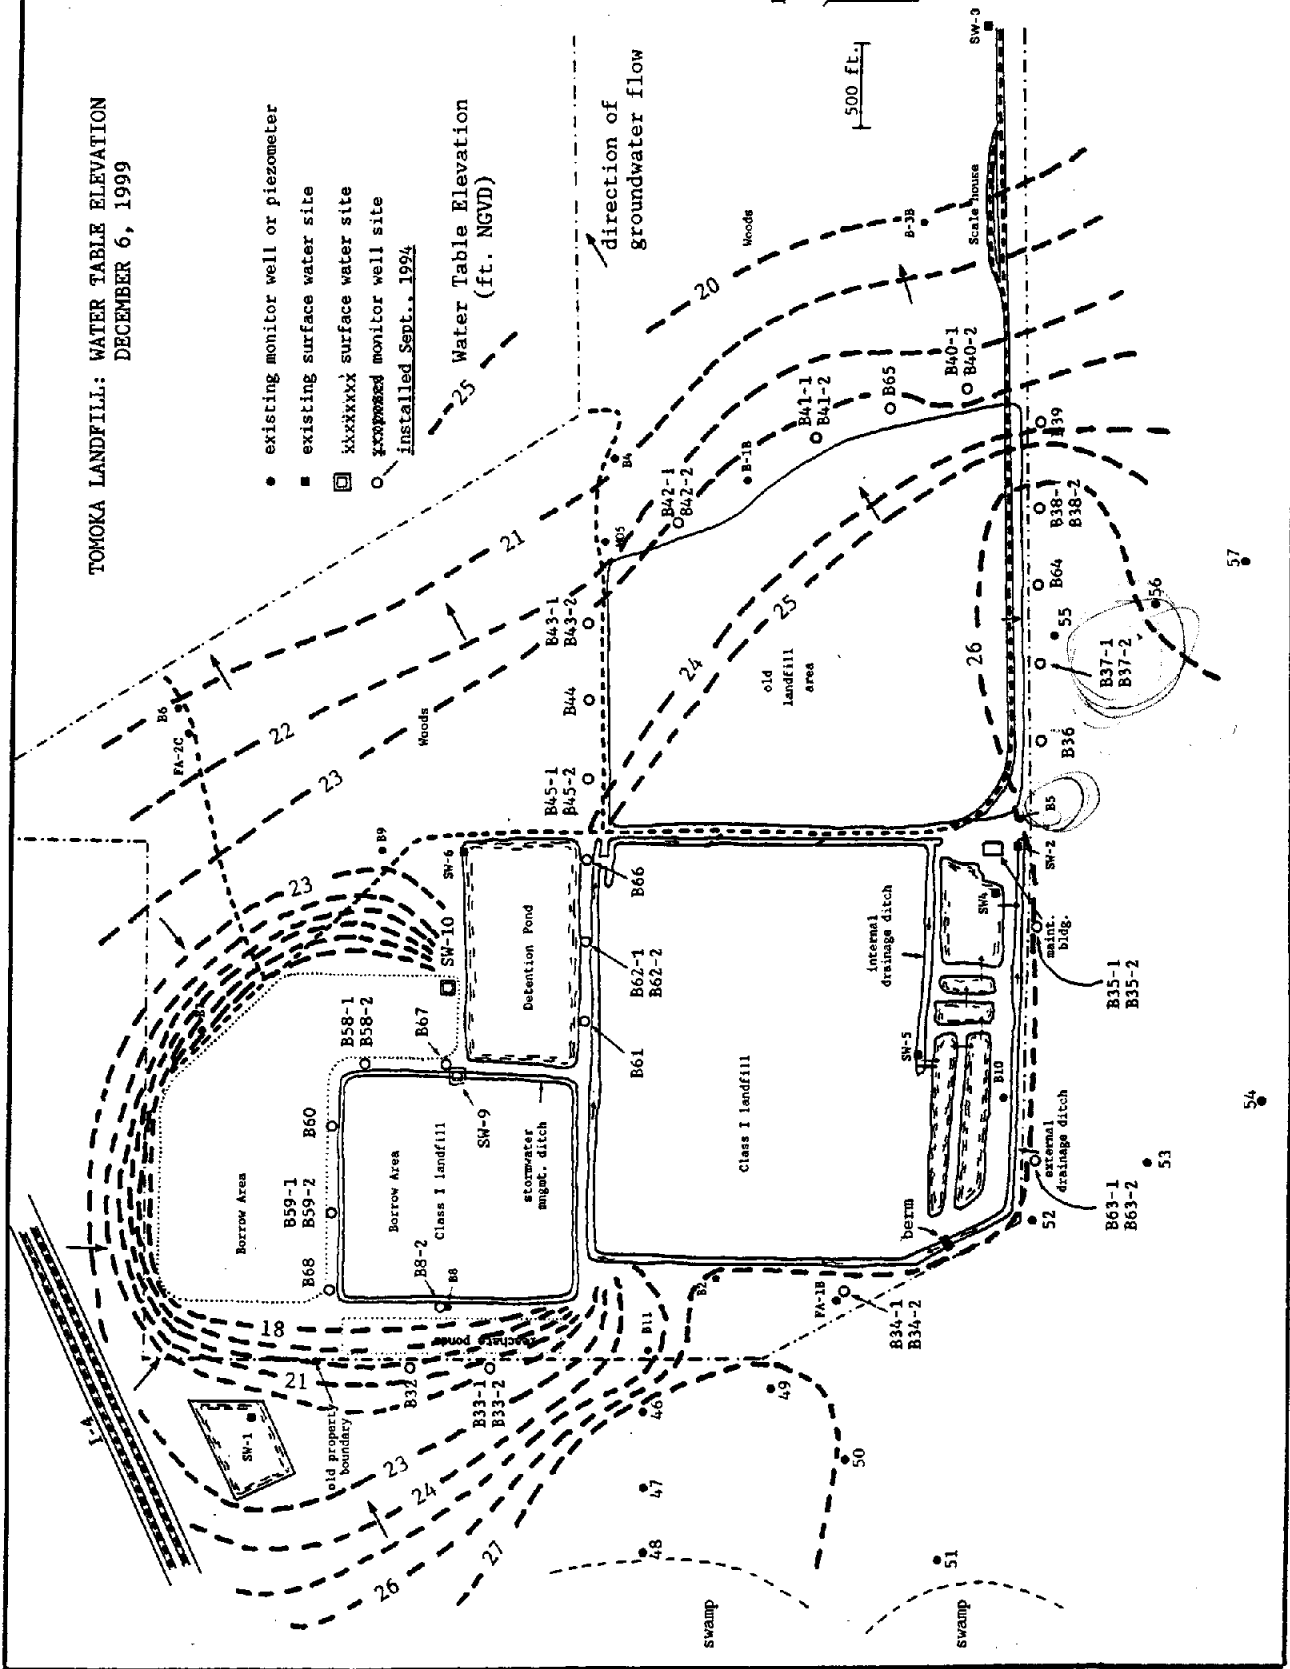 TOMOKA LANDFILL: WATER TABLE ELEVATION
DECEMBER 6, 1999
existing monitor well or piezometer
existing surface water site
xxxxxxx surface water site
monitor well site
installed Sept., 1994
Water Table Elevation
(ft. NGVD)
25
direction of
groundwater flow
500 ft.
SW-3
Woods
20
B-3B
Scale house
21
B4
B42-1
B42-2
B-1B
B41-1
B41-2
B65
B40-1
B40-2
B39
B43-1
B43-2
B44
B45-1
B45-2
24
25
old
landfill
area
26
B38-1
B38-2
B64
55
56
57
B37-1
B37-2
B36
B5
B6
FA-2C
22
23
Woods
B9
23
SW-6
SW-10
Detention Pond
B66
B62-1
B62-2
B61
internal
drainage ditch
SW4
SW-2
maint.
bldg.
B35-1
B35-2
B58-1
B58-2
B67
SW-9
B60
B59-1
B59-2
B68
Borrow Area
Borrow Area
Class I landfill
stormwater
mngmt. ditch
B8-2
B8
Class I landfill
SW-5
B10
berm
external
drainage ditch
B63-1
B63-2
52
53
54
I-4
18
21
ponds
B32
B33-1
B33-2
SW-1
old property
boundary
B11
B2
FA-1B
B34-1
B34-2
23
24
26
27
46
47
48
49
50
51
swamp
swamp